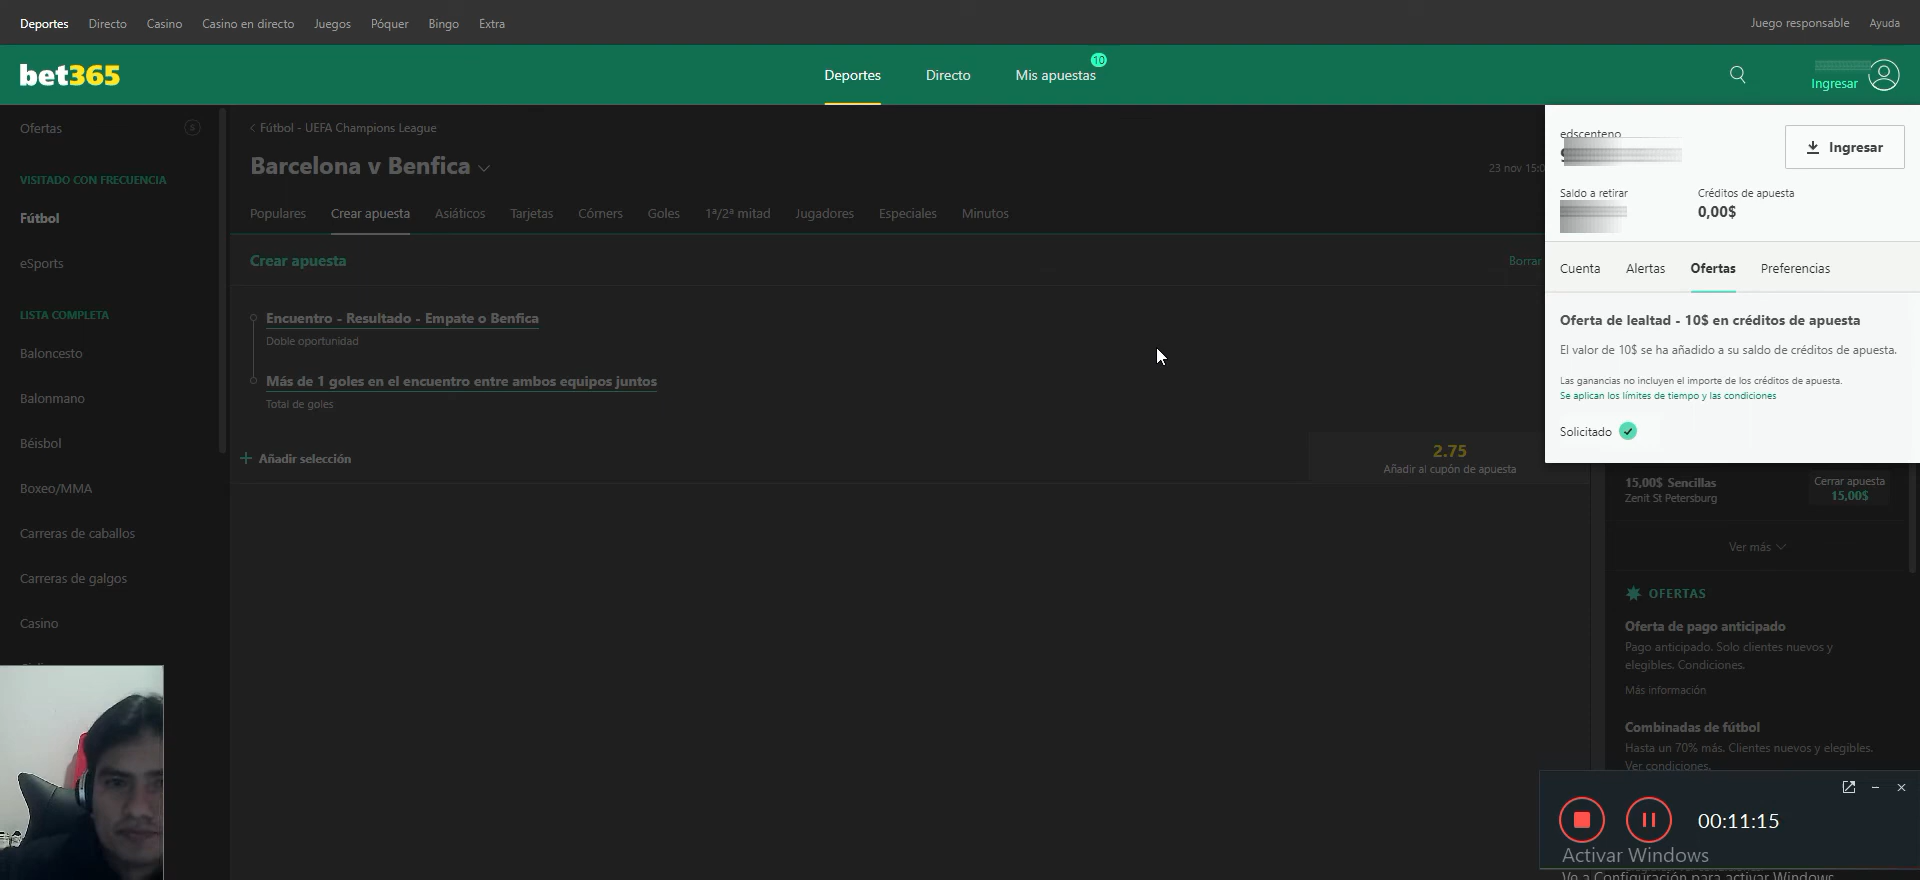 Deportes Directo Casino Casino en directo Juegos Póquer Bingo Extra Juego responsable Ayuda
bet365 Deportes Directo Mis apuestas 10 Ingresar
Ofertas
VISITADO CON FRECUENCIA
Fútbol
eSports
LISTA COMPLETA
Baloncesto
Balonmano
Béisbol
Boxeo/MMA
Carreras de caballos
Carreras de galgos
Casino
Fútbol - UEFA Champions League
Barcelona v Benfica
23 nov
Populares Crear apuesta Asiáticos Tarjetas Córners Goles 1ª/2ª mitad Jugadores Especiales Minutos
Crear apuesta Borrar
Encuentro - Resultado - Empate o Benfica
Doble oportunidad
Más de 1 goles en el encuentro entre ambos equipos juntos
Total de goles
+ Añadir selección
2.75
Añadir al cupón de apuesta
edscenteno
Ingresar
Saldo a retirar Créditos de apuesta
0,00$
Cuenta Alertas Ofertas Preferencias
Oferta de lealtad - 10$ en créditos de apuesta
El valor de 10$ se ha añadido a su saldo de créditos de apuesta.
Las ganancias no incluyen el importe de los créditos de apuesta.
Se aplican los límites de tiempo y las condiciones
Solicitado
15,00$ Sencillas Cerrar apuesta
Zenit St Petersburg 15,00$
Ver más
OFERTAS
Oferta de pago anticipado
Pago anticipado. Solo clientes nuevos y
elegibles. Condiciones.
Más información
Combinadas de fútbol
Hasta un 70% más. Clientes nuevos y elegibles.
Ver condiciones.
00:11:15
Activar Windows
Ve a Configuración para activar Windows.